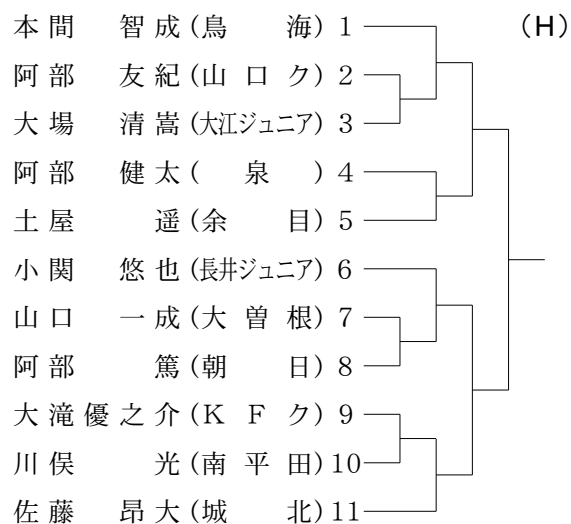 本間 智成(鳥 海) 1 (H)
阿部 友紀(山口ク) 2
大場 清嵩(大江ジュニア) 3
阿部 健太( 泉 ) 4
土屋 遥(余 目) 5
小関 悠也(長井ジュニア) 6
山口 一成(大曽根) 7
阿部 篤(朝 日) 8
大滝優之介(KFク) 9
川俣 光(南平田) 10
佐藤 昂大(城 北) 11